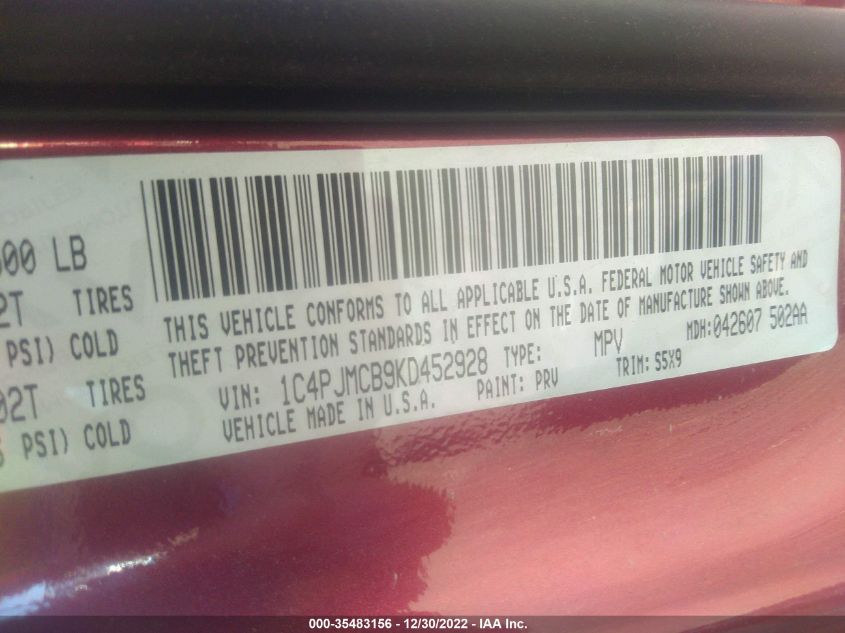 500 LB
02T TIRES
PSI) COLD
02T TIRES
PSI) COLD
THIS VEHICLE CONFORMS TO ALL APPLICABLE U.S.A. FEDERAL MOTOR VEHICLE SAFETY AND
THEFT PREVENTION STANDARDS IN EFFECT ON THE DATE OF MANUFACTURE SHOWN ABOVE.
VIN: 1C4PJMCB9KD452928 TYPE: MPV MDH:042607 502AA
VEHICLE MADE IN U.S.A. PAINT: PRV TRIM: S5X9
000-35483156 - 12/30/2022 - IAA Inc.